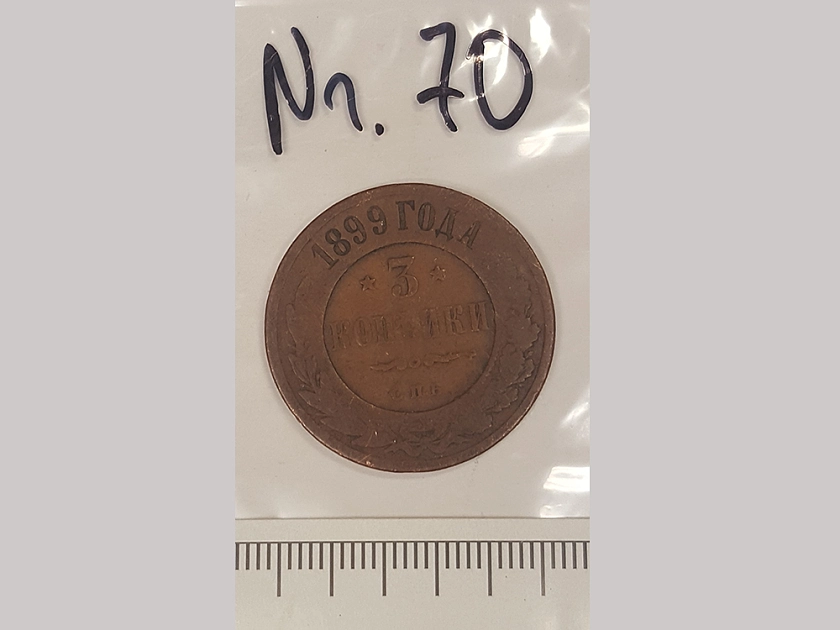 Nr. 70
1899 ГОДА
* 3 *
КОПѢЙКИ
С.П.Б.